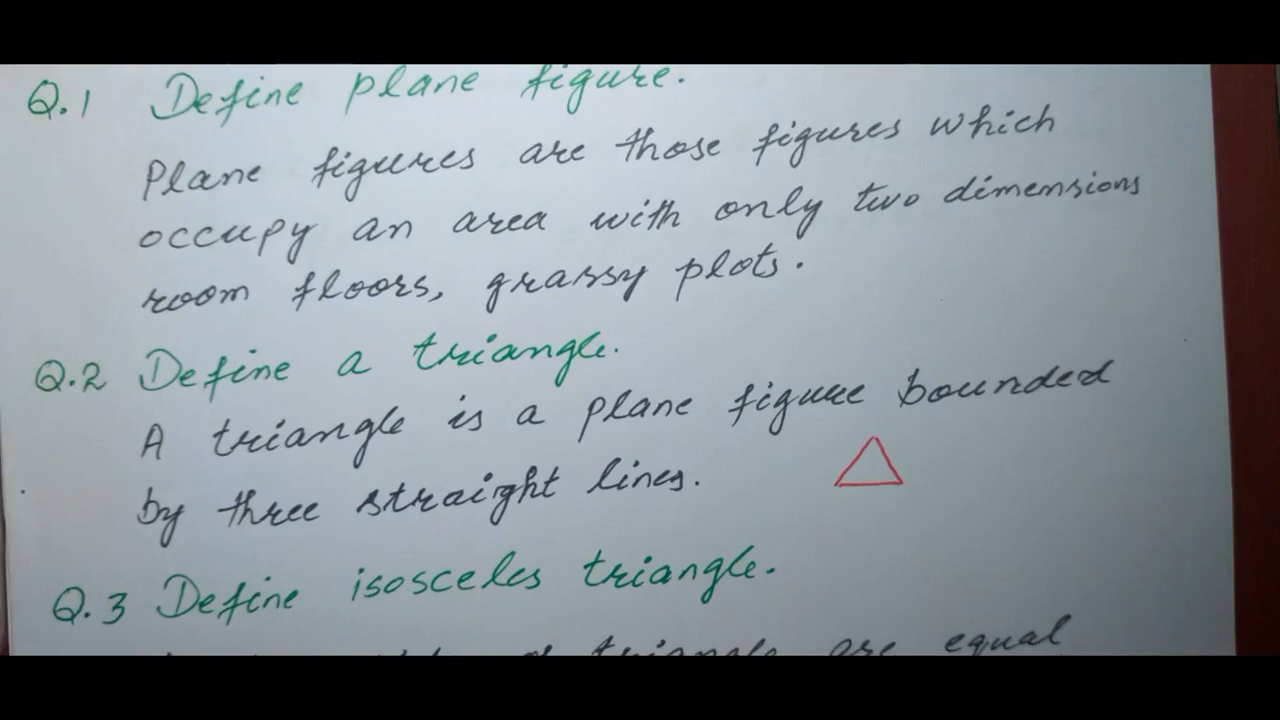 Q.1 Define plane figure.
Plane figures are those figures which
occupy an area with only two dimensions
room floors, grassy plots.
Q.2 Define a triangle.
A triangle is a plane figure bounded
by three straight lines.
Q.3 Define isosceles triangle.
of triangle are equal